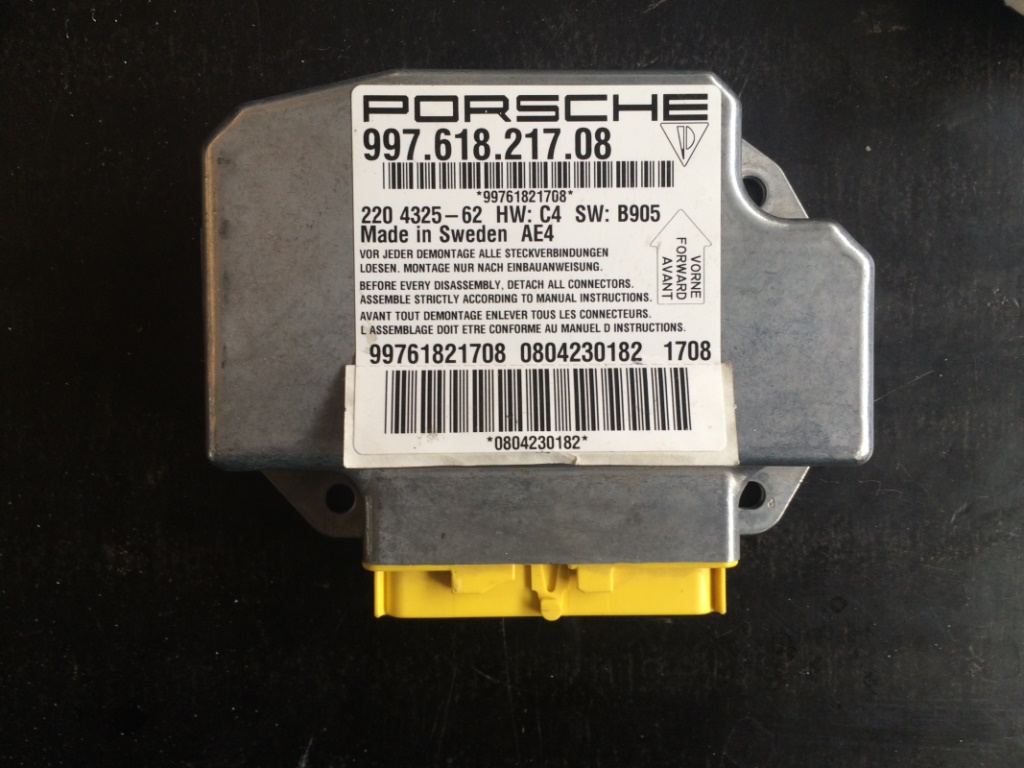 PORSCHE
997.618.217.08
*99761821708*
220 4325-62 HW: C4 SW: B905
Made in Sweden AE4
VOR JEDER DEMONTAGE ALLE STECKVERBINDUNGEN
LOESEN. MONTAGE NUR NACH EINBAUANWEISUNG.
BEFORE EVERY DISASSEMBLY, DETACH ALL CONNECTORS.
ASSEMBLE STRICTLY ACCORDING TO MANUAL INSTRUCTIONS.
AVANT TOUT DEMONTAGE ENLEVER TOUS LES CONNECTEURS.
L ASSEMBLAGE DOIT ETRE CONFORME AU MANUEL D INSTRUCTIONS.
VORNE
FORWARD
AVANT
99761821708 0804230182 1708
*0804230182*